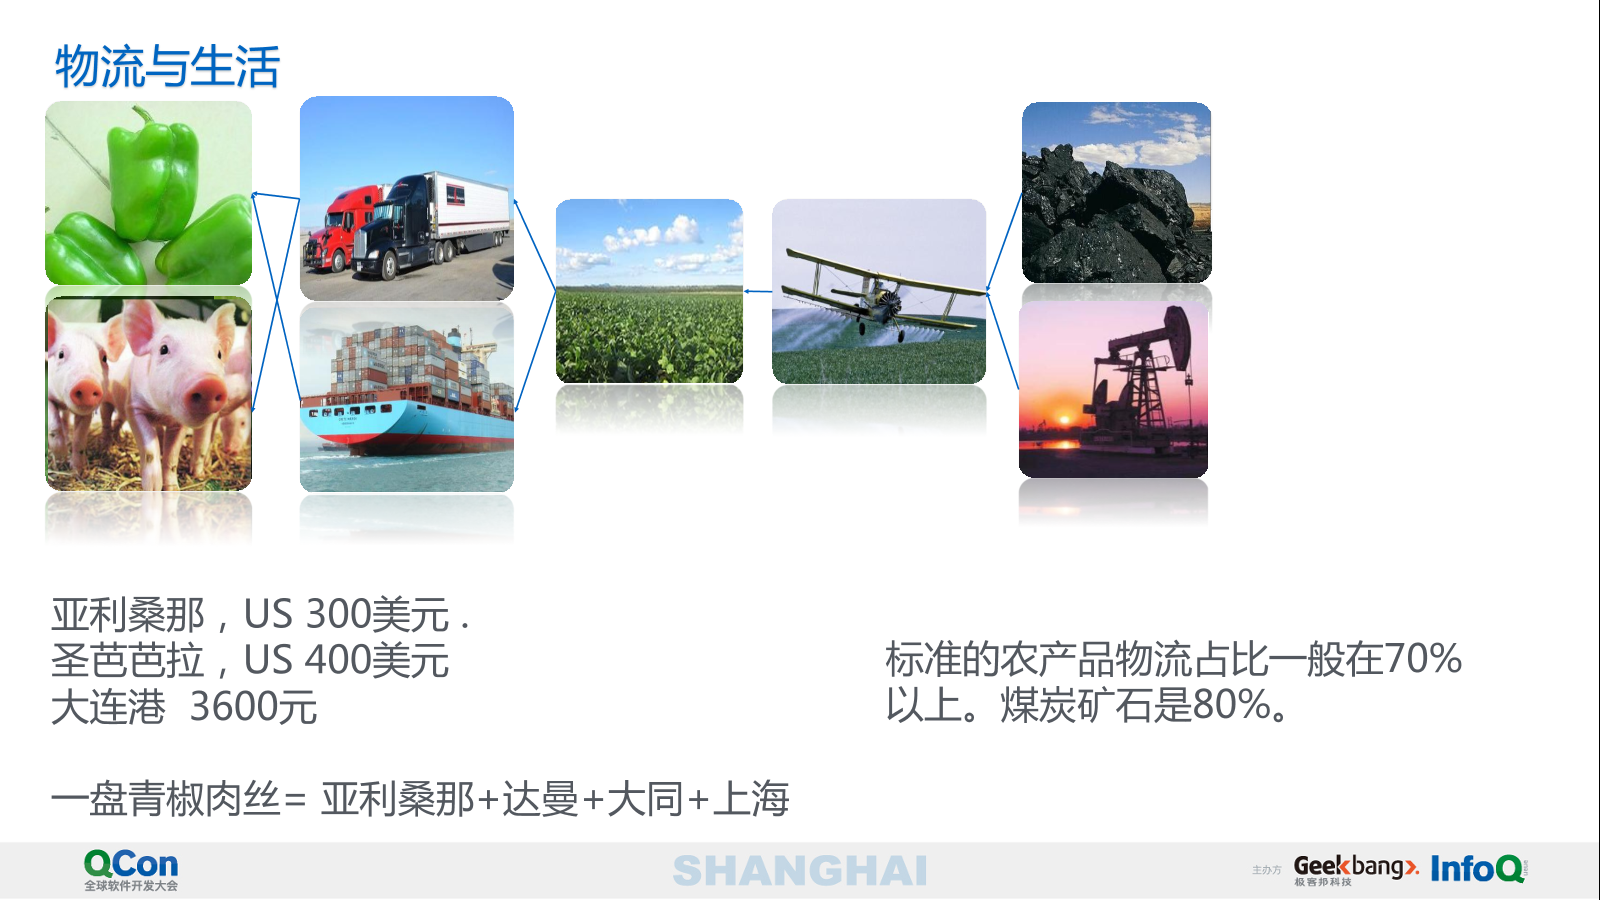 物流与生活
亚利桑那，US 300美元 .
圣芭芭拉，US 400美元
大连港  3600元
标准的农产品物流占比一般在70%
以上。煤炭矿石是80%。
一盘青椒肉丝= 亚利桑那+达曼+大同+上海
QCon
全球软件开发大会
SHANGHAI
主办方
Geekbang>.
极客邦科技
InfoQ